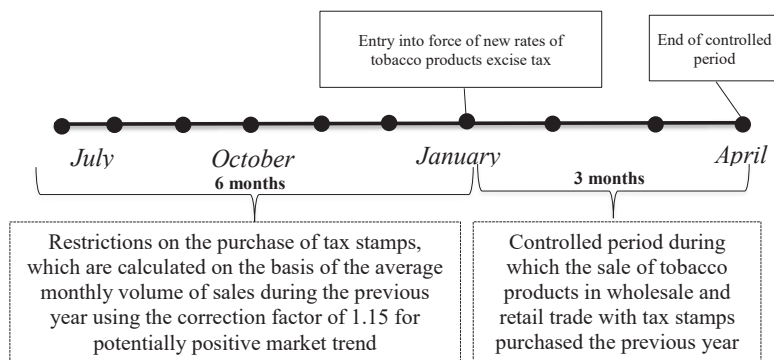 Entry into force of new rates of
tobacco products excise tax
End of controlled
period
July
October
January
April
6 months
3 months
Restrictions on the purchase of tax stamps,
which are calculated on the basis of the average
monthly volume of sales during the previous
year using the correction factor of 1.15 for
potentially positive market trend
Controlled period during
which the sale of tobacco
products in wholesale and
retail trade with tax stamps
purchased the previous year